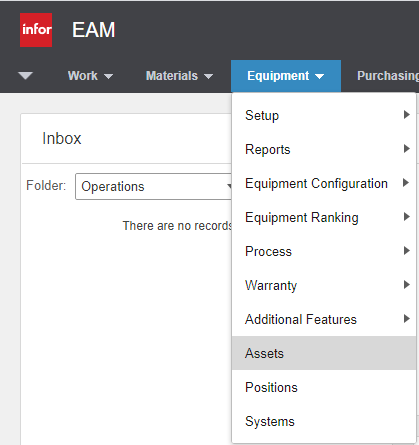 infor EAM
Work Materials Equipment Purchasing
Setup
Inbox
Reports
Folder: Operations
Equipment Configuration
Equipment Ranking
There are no records
Process
Warranty
Additional Features
Assets
Positions
Systems